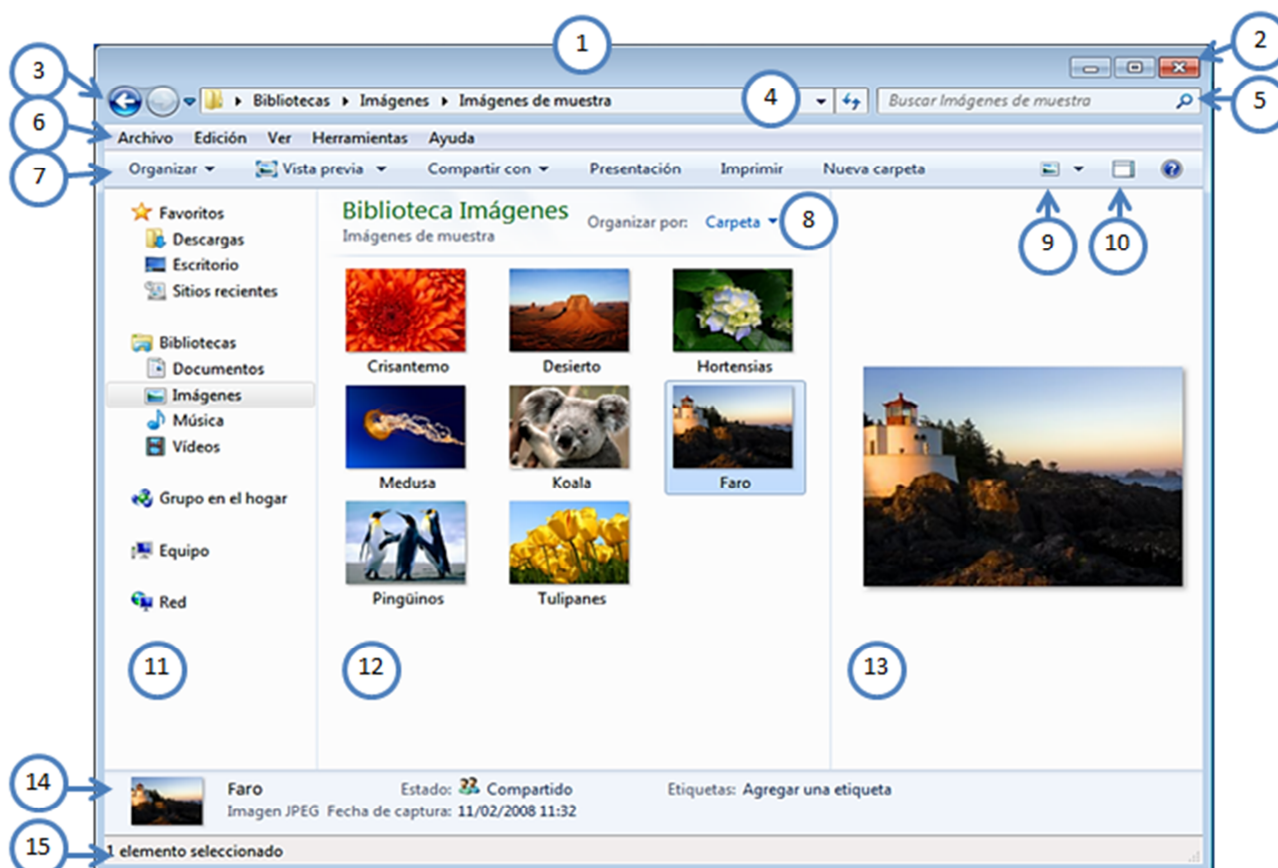 1
2
3
Bibliotecas Imágenes Imágenes de muestra
4
Buscar Imágenes de muestra
5
6
Archivo Edición Ver Herramientas Ayuda
7
Organizar Vista previa Compartir con Presentación Imprimir Nueva carpeta
Favoritos
Descargas
Escritorio
Sitios recientes
Bibliotecas
Documentos
Imágenes
Música
Vídeos
Grupo en el hogar
Equipo
Red
11
Biblioteca Imágenes
Imágenes de muestra
Organizar por: Carpeta
8
9
10
Crisantemo Desierto Hortensias
Medusa Koala Faro
Pingüinos Tulipanes
12
13
14
Faro Estado: Compartido Etiquetas: Agregar una etiqueta
Imagen JPEG Fecha de captura: 11/02/2008 11:32
15
1 elemento seleccionado